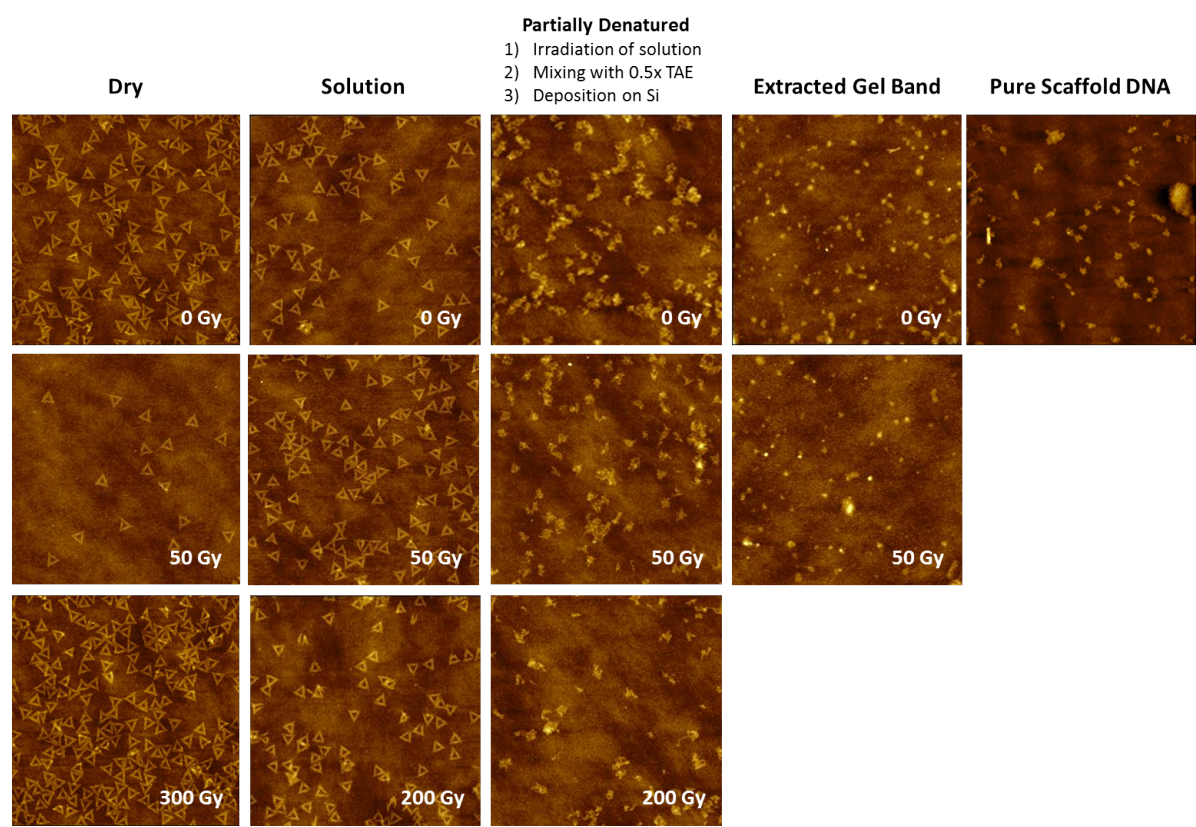 Partially Denatured
1) Irradiation of solution
2) Mixing with 0.5x TAE
3) Deposition on Si
Dry
Solution
Extracted Gel Band
Pure Scaffold DNA
0 Gy
0 Gy
0 Gy
0 Gy
50 Gy
50 Gy
50 Gy
50 Gy
300 Gy
200 Gy
200 Gy